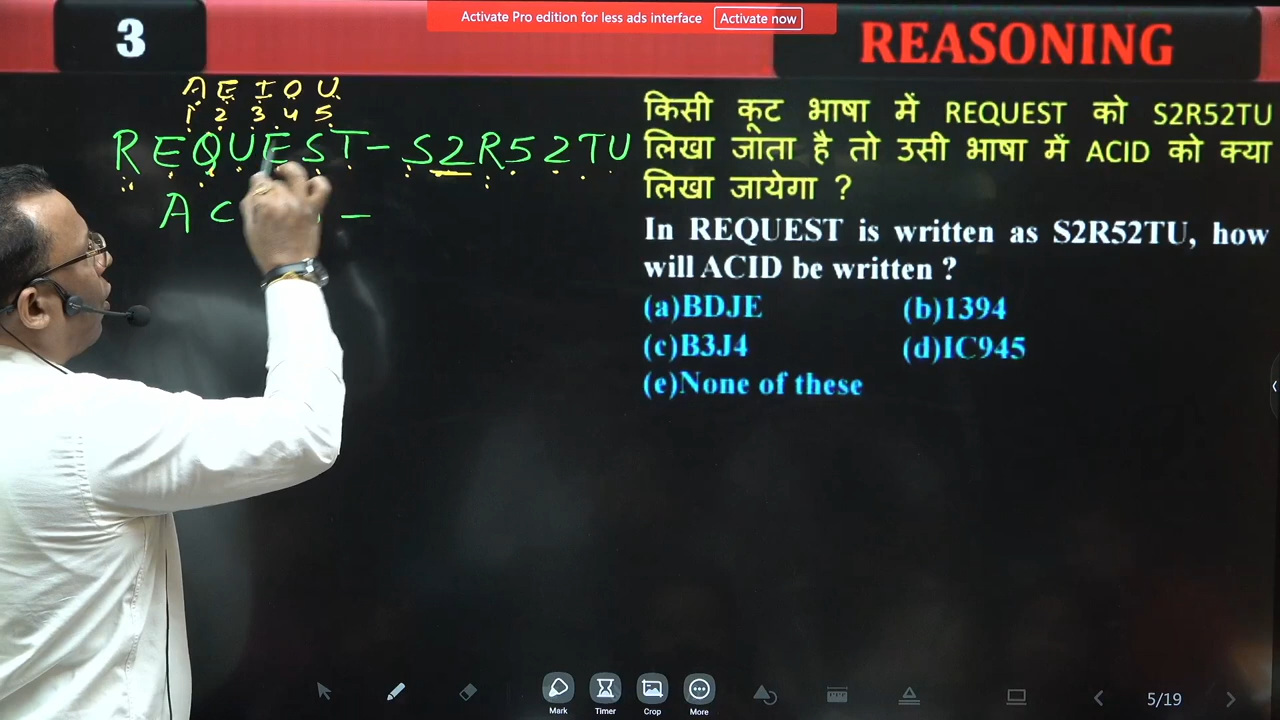 Activate Pro edition for less ads interface Activate now
3
REASONING
A E I O U
1 2 3 4 5
REQUEST - S2R52TU
A C -
किसी कूट भाषा में REQUEST को S2R52TU
लिखा जाता है तो उसी भाषा में ACID को क्या
लिखा जायेगा ?
In REQUEST is written as S2R52TU, how
will ACID be written ?
(a)BDJE (b)1394
(c)B3J4 (d)IC945
(e)None of these
Mark Timer Crop More
5/19